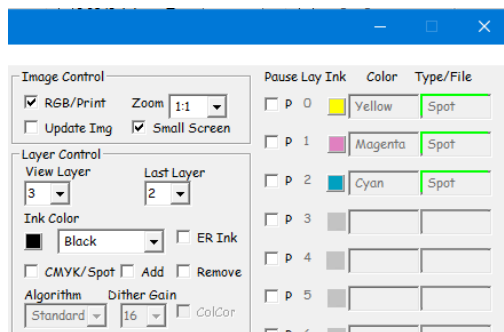 Image Control
RGB/Print Zoom 1:1
Update Img Small Screen
Layer Control
View Layer Last Layer
3 2
Ink Color
Black ER Ink
CMYK/Spot Add Remove
Algorithm Dither Gain
Standard 16 ColCor
Pause Lay Ink Color Type/File
P 0 Yellow Spot
P 1 Magenta Spot
P 2 Cyan Spot
P 3
P 4
P 5